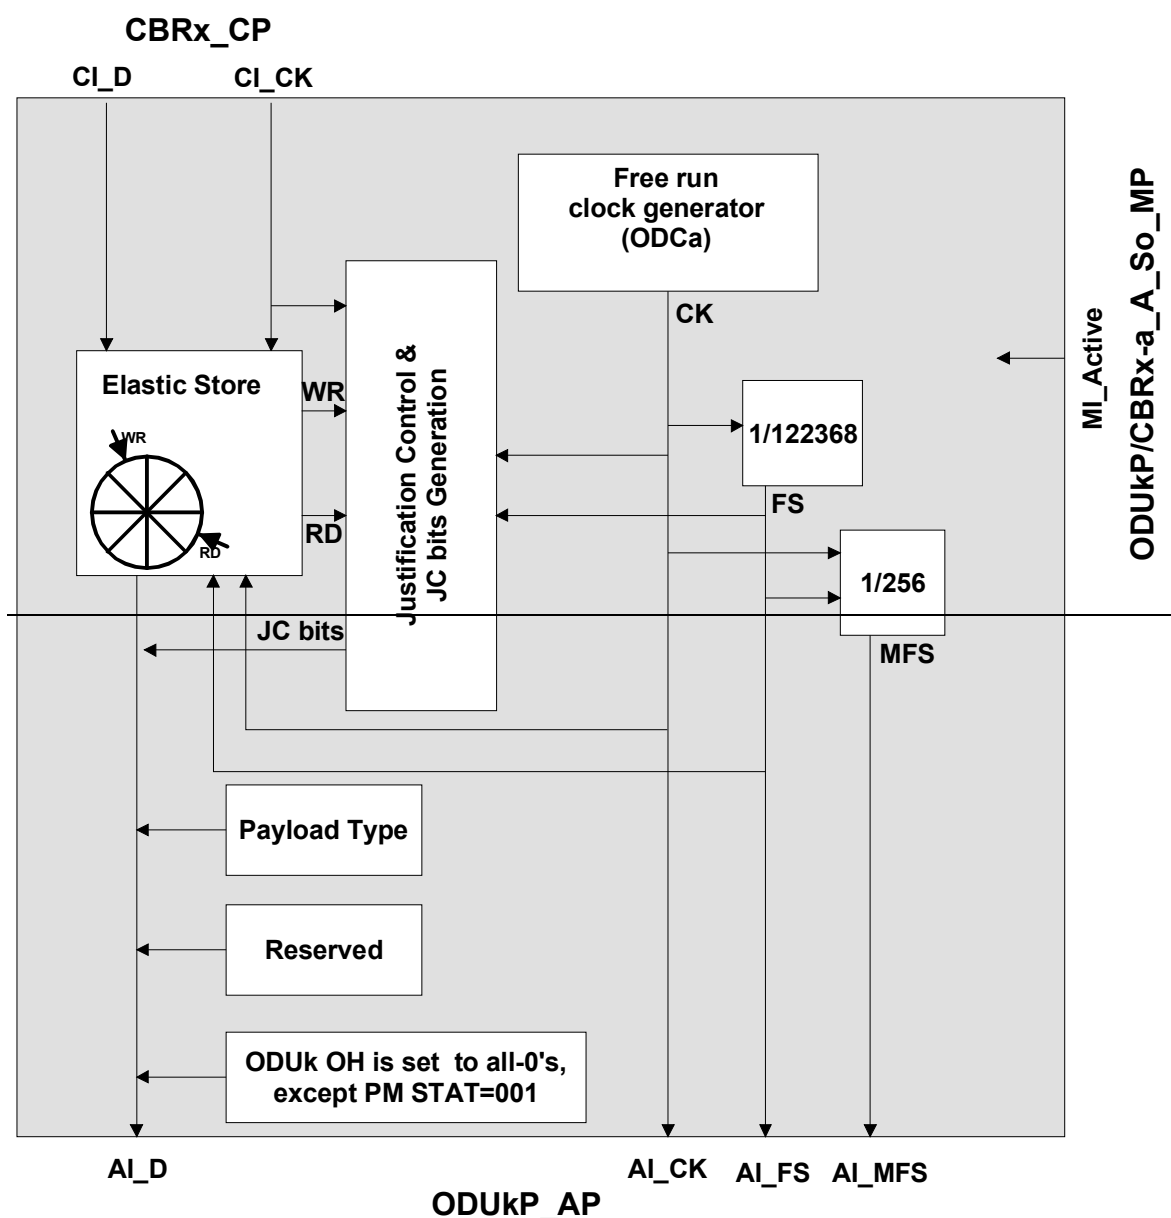 CBRx_CP
CI_D
CI_CK
Free run
clock generator
(ODCa)
CK
Elastic Store
WR
WR
RD
RD
Justification Control &
JC bits Generation
1/122368
FS
1/256
MFS
MI_Active
ODUkP/CBRx-a_A_So_MP
JC bits
Payload Type
Reserved
ODUk OH is set to all-0's,
except PM STAT=001
AI_D
AI_CK
AI_FS
AI_MFS
ODUkP_AP